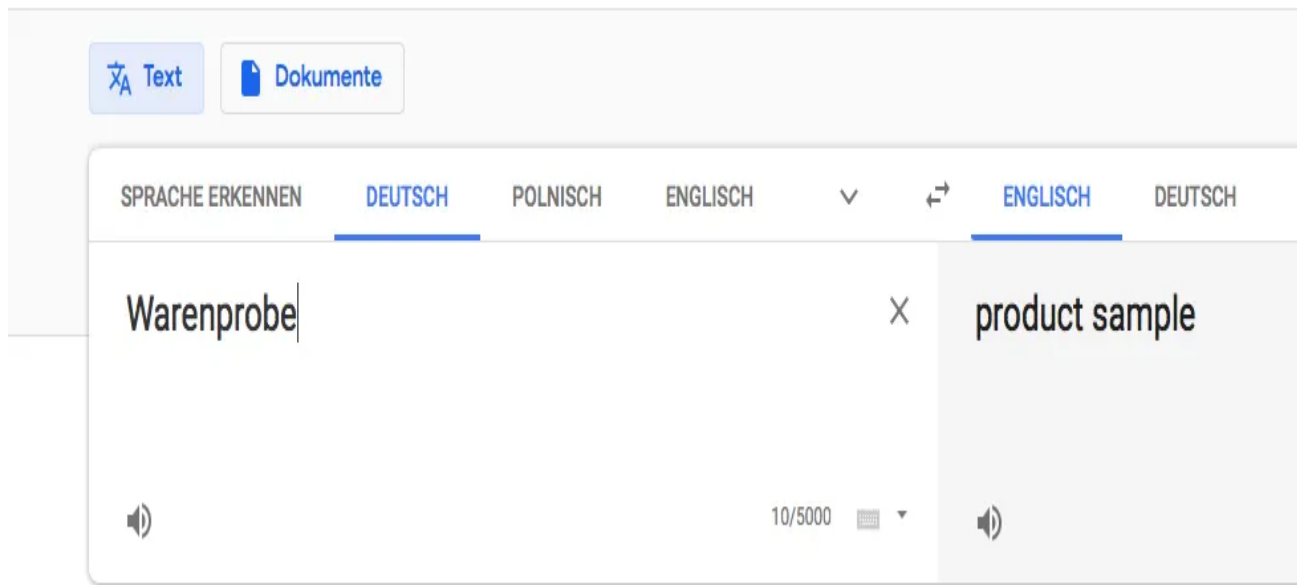 Text Dokumente
SPRACHE ERKENNEN DEUTSCH POLNISCH ENGLISCH ENGLISCH DEUTSCH
Warenprobe product sample
10/5000